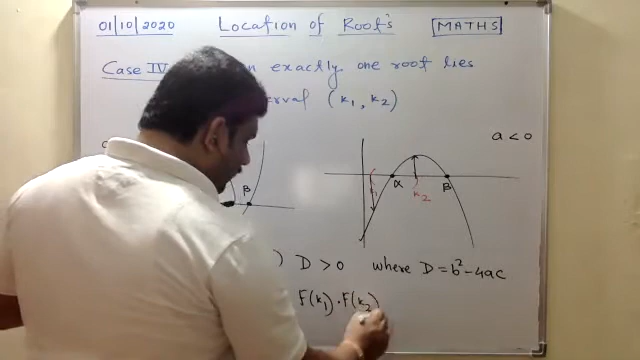 01/10/2020 Location of Roots MATHS
Case IV exactly one root lies
(k₁, k₂)
a < 0
β
α k₂ β
) D > 0 where D = b² - 4ac
F(k₁) . F(k₂)